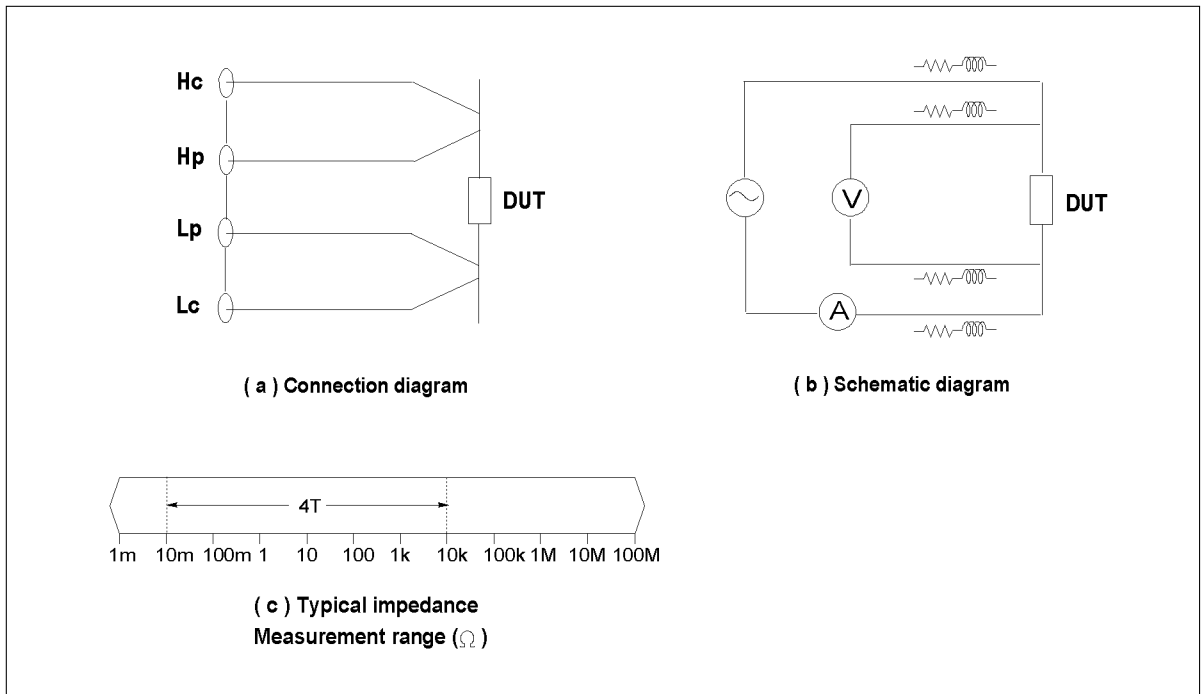 Hc
Hp
Lp
Lc
DUT
( a ) Connection diagram
V
A
DUT
( b ) Schematic diagram
4T
1m 10m 100m 1 10 100 1k 10k 100k 1M 10M 100M
( c ) Typical impedance
Measurement range (Ω)